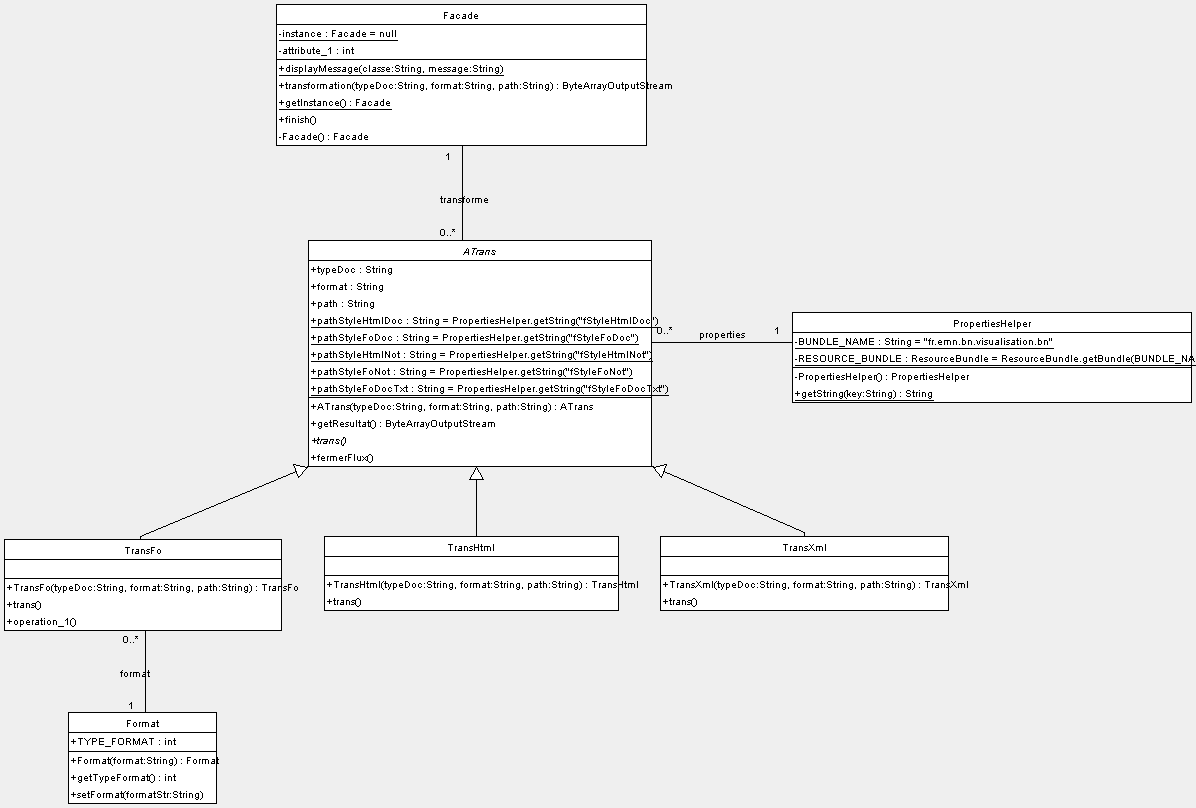 Facade
-instance : Facade = null
-attribute_1 : int
+displayMessage(classe:String, message:String)
+transformation(typeDoc:String, format:String, path:String) : ByteArrayOutputStream
+getInstance() : Facade
+finish()
-Facade() : Facade
1
transforme
0..*
ATrans
+typeDoc : String
+format : String
+path : String
+pathStyleHtmlDoc : String = PropertiesHelper.getString("fStyleHtmlDoc")
+pathStyleFoDoc : String = PropertiesHelper.getString("fStyleFoDoc")
+pathStyleHtmlNot : String = PropertiesHelper.getString("fStyleHtmlNot")
+pathStyleFoNot : String = PropertiesHelper.getString("fStyleFoNot")
+pathStyleFoDocTxt : String = PropertiesHelper.getString("fStyleFoDocTxt")
+ATrans(typeDoc:String, format:String, path:String) : ATrans
+getResultat() : ByteArrayOutputStream
+trans()
+fermerFlux()
0..*
properties
1
PropertiesHelper
-BUNDLE_NAME : String = "fr.emn.bn.visualisation.bn"
-RESOURCE_BUNDLE : ResourceBundle = ResourceBundle.getBundle(BUNDLE_NA
-PropertiesHelper() : PropertiesHelper
+getString(key:String) : String
TransFo
+TransFo(typeDoc:String, format:String, path:String) : TransFo
+trans()
+operation_1()
TransHtml
+TransHtml(typeDoc:String, format:String, path:String) : TransHtml
+trans()
TransXml
+TransXml(typeDoc:String, format:String, path:String) : TransXml
+trans()
0..*
format
1
Format
+TYPE_FORMAT : int
+Format(format:String) : Format
+getTypeFormat() : int
+setFormat(formatStr:String)